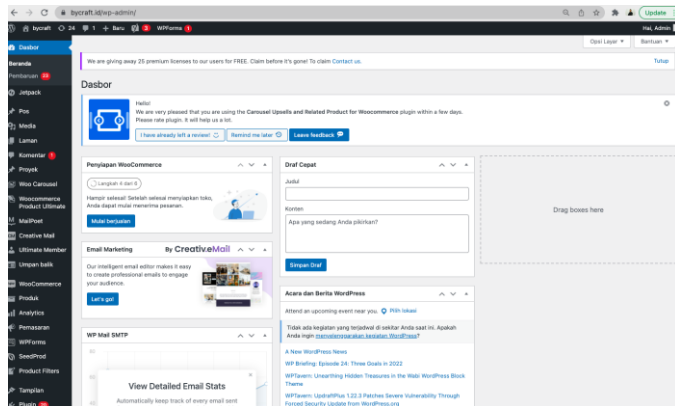 bycraft.id/wp-admin/
Update
bycraft
24
1
+ Baru
3
WPForms 1
Hai, Admin
Dasbor
Opsi Layar ▼
Bantuan ▼
Beranda
Pembaruan
Jetpack
Pos
Media
Laman
Komentar
Proyek
Woo Carousel
Woocommerce
Product Ultimate
MailPoet
Creative Mail
Ultimate Member
Umpan balik
WooCommerce
Produk
Analytics
Pemasaran
WPForms
SeedProd
Product Filters
Tampilan
Plugin
We are giving away 25 premium licenses to our users for FREE. Claim before it's gone! To claim Contact us.
Tutup
Dasbor
Hello!
We are very pleased that you are using the Carousel Upsells and Related Product for Woocommerce plugin within a few days.
Please rate plugin. It will help us a lot.
I have already left a review!
Remind me later
Leave feedback
Penyiapan WooCommerce
Langkah 6 dari 6
Hampir selesai! Setelah selesai menyiapkan toko,
Anda dapat mulai menerima pesanan.
Mulai berjualan
Email Marketing
By Creativ.eMail
Our intelligent email editor makes it easy
to create professional emails to engage
your audience.
Let's go!
WP Mail SMTP
60
50
40
View Detailed Email Stats
Automatically keep track of every email sent
Draf Cepat
Judul
Konten
Apa yang sedang Anda pikirkan?
Simpan Draf
Acara dan Berita WordPress
Attend an upcoming event near you.
Pilih lokasi
Tidak ada kegiatan yang terjadwal di sekitar Anda saat ini. Apakah
Anda ingin menyelenggarakan kegiatan WordPress?
A New WordPress News
WP Briefing: Episode 24: Three Goals in 2022
WPTavern: Unearthing Hidden Treasures in the Wabi WordPress Block
Theme
WPTavern: UpdraftPlus 1.22.3 Patches Severe Vulnerability Through
Forced Security Update from WordPress.org
Drag boxes here